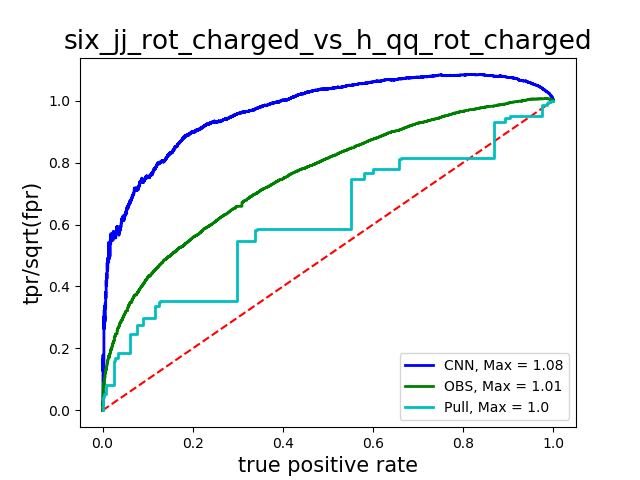 six_jj_rot_charged_vs_h_qq_rot_charged
tpr/sqrt(fpr)
1.0
0.8
0.6
0.4
0.2
0.0
CNN, Max = 1.08
OBS, Max = 1.01
Pull, Max = 1.0
0.0 0.2 0.4 0.6 0.8 1.0
true positive rate